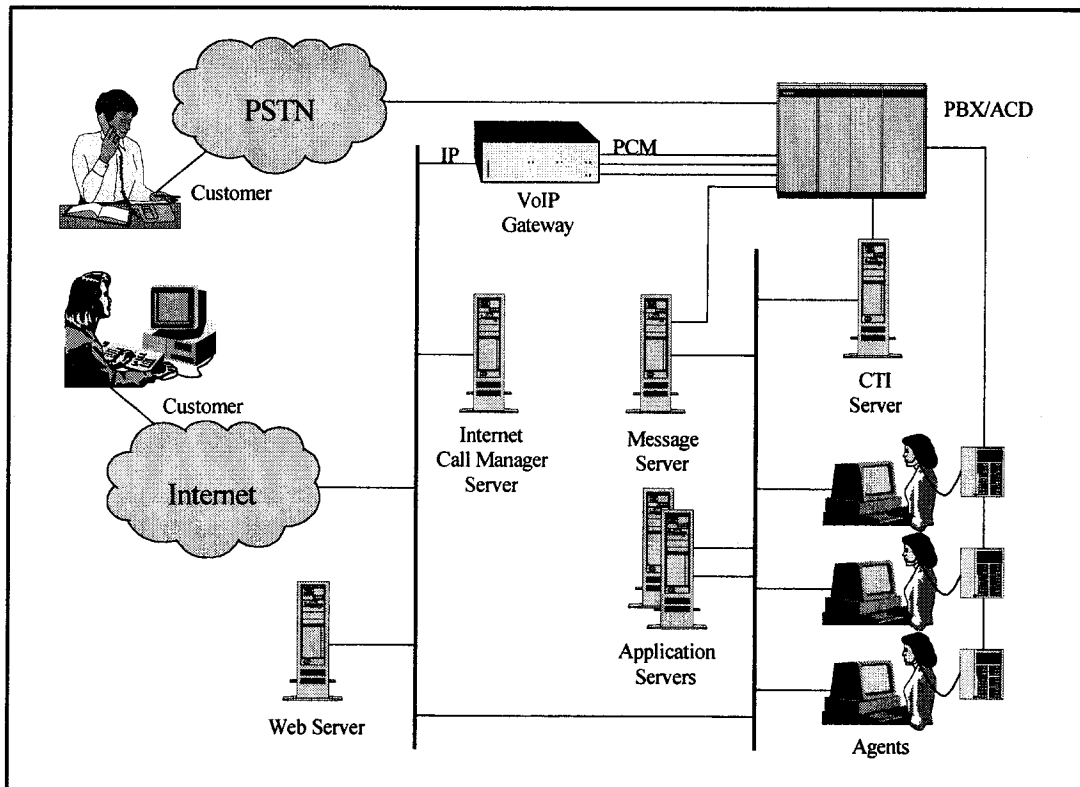 PSTN
PBX/ACD
IP
PCM
Customer
VoIP
Gateway
Customer
CTI
Server
Internet
Call Manager
Server
Message
Server
Internet
Application
Servers
Web Server
Agents